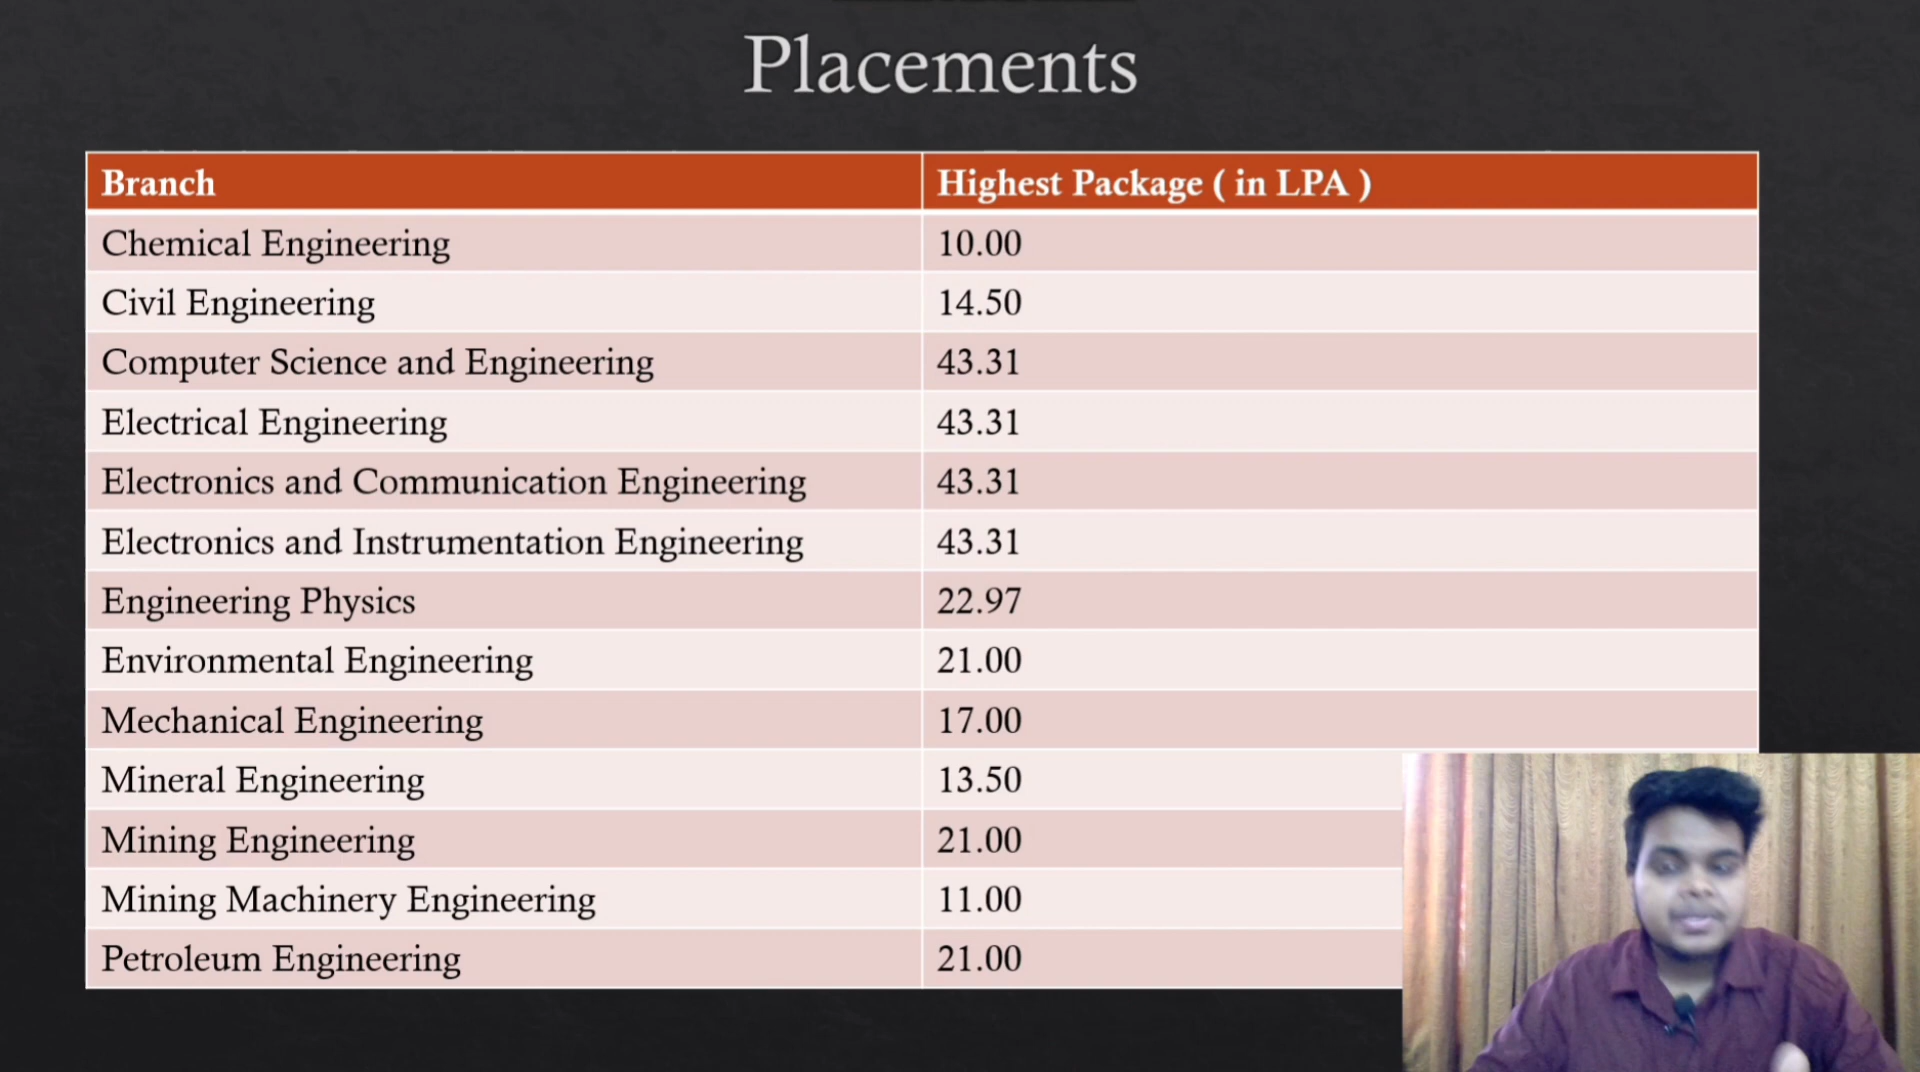 Placements
Branch Highest Package ( in LPA )
Chemical Engineering 10.00
Civil Engineering 14.50
Computer Science and Engineering 43.31
Electrical Engineering 43.31
Electronics and Communication Engineering 43.31
Electronics and Instrumentation Engineering 43.31
Engineering Physics 22.97
Environmental Engineering 21.00
Mechanical Engineering 17.00
Mineral Engineering 13.50
Mining Engineering 21.00
Mining Machinery Engineering 11.00
Petroleum Engineering 21.00